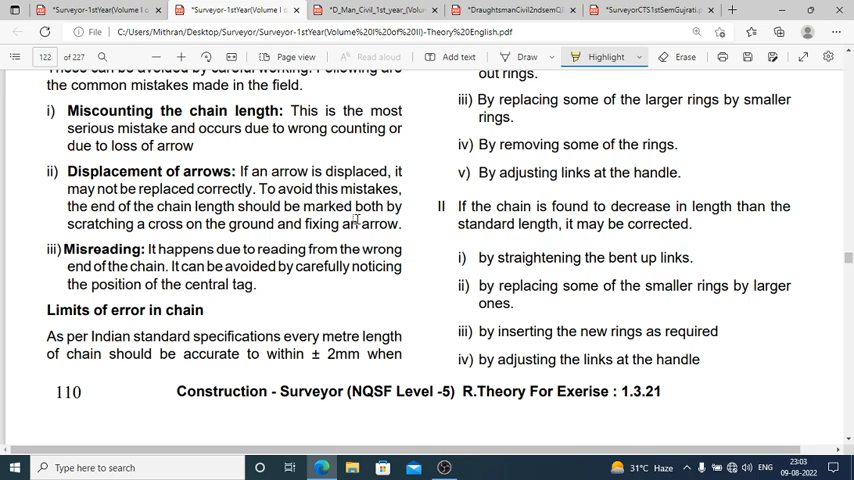 *Surveyor-1stYear(Volume I of
*Surveyor-1stYear(Volume I o
*D_Man_Civil_1st_year_(Volum
*DraughtsmanCivil2ndsemQ
*SurveyorCTS1stSemGujrati.p
File C:/Users/Mithran/Desktop/Surveyor/Surveyor-1stYear(Volume%20I%20of%20II)-Theory%20English.pdf
122 of 227
Page view
Read aloud
Add text
Draw
Highlight
Erase
These can be avoided by careful working. Following are
the common mistakes made in the field.
i) Miscounting the chain length: This is the most
serious mistake and occurs due to wrong counting or
due to loss of arrow
ii) Displacement of arrows: If an arrow is displaced, it
may not be replaced correctly. To avoid this mistakes,
the end of the chain length should be marked both by
scratching a cross on the ground and fixing an arrow.
iii) Misreading: It happens due to reading from the wrong
end of the chain. It can be avoided by carefully noticing
the position of the central tag.
Limits of error in chain
As per Indian standard specifications every metre length
of chain should be accurate to within ± 2mm when
out rings.
iii) By replacing some of the larger rings by smaller
rings.
iv) By removing some of the rings.
v) By adjusting links at the handle.
II If the chain is found to decrease in length than the
standard length, it may be corrected.
i) by straightening the bent up links.
ii) by replacing some of the smaller rings by larger
ones.
iii) by inserting the new rings as required
iv) by adjusting the links at the handle
110 Construction - Surveyor (NQSF Level -5) R.Theory For Exerise : 1.3.21
Type here to search
31°C Haze
ENG
23:03
09-08-2022